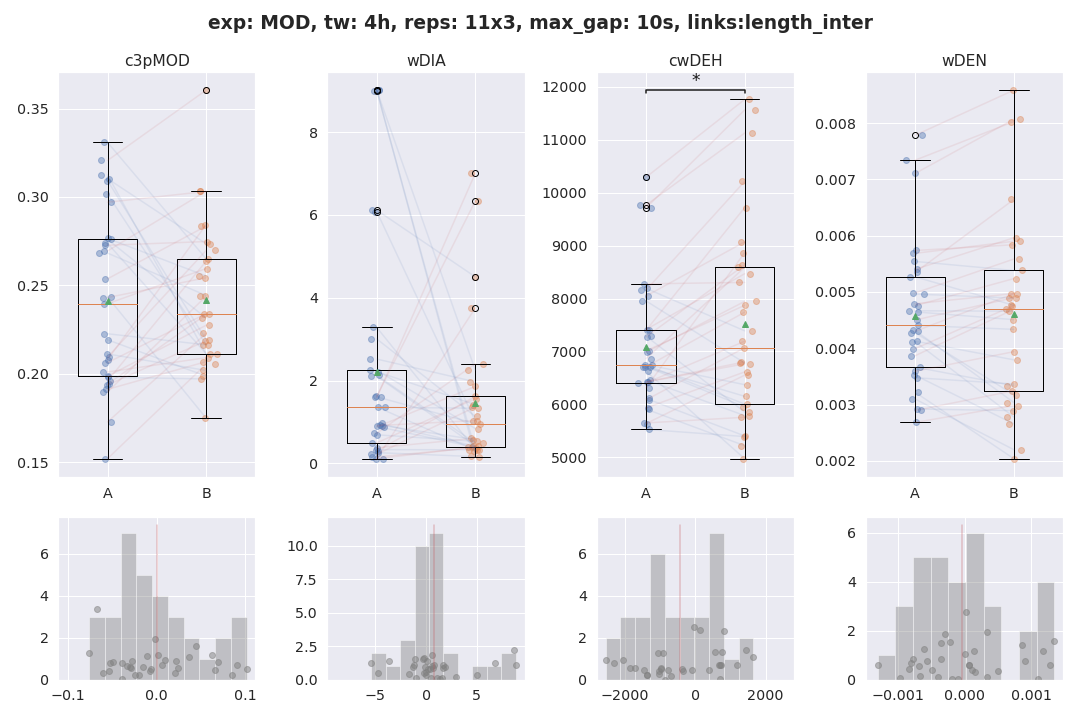 exp: MOD, tw: 4h, reps: 11x3, max_gap: 10s, links:length_inter
c3pMOD wDIA cwDEH wDEN
*
0.35 0.30 0.25 0.20 0.15
8 6 4 2 0
12000 11000 10000 9000 8000 7000 6000 5000
0.008 0.007 0.006 0.005 0.004 0.003 0.002
A B A B A B A B
6 4 2 0
10.0 7.5 5.0 2.5 0.0
6 4 2 0
6 4 2 0
−0.1 0.0 0.1 −5 0 5 −2000 0 2000 −0.001 0.000 0.001